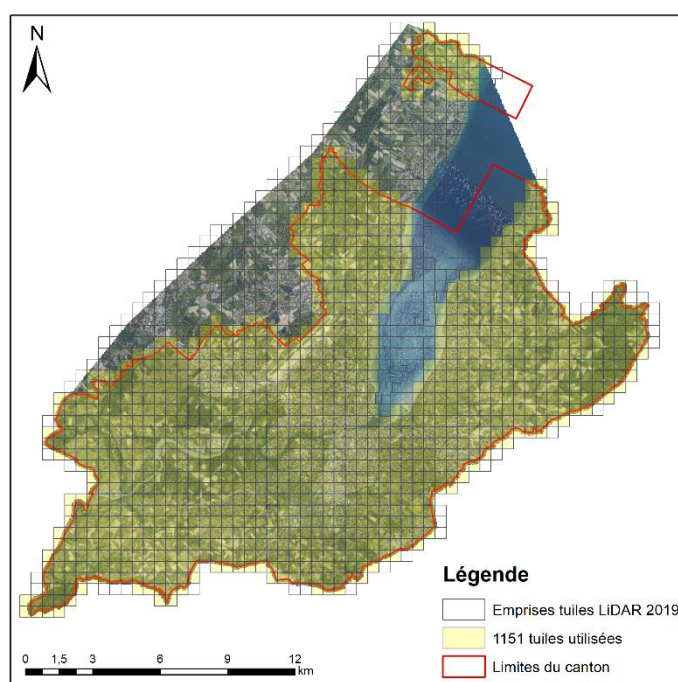 N
Légende
Emprises tuiles LiDAR 2019
1151 tuiles utilisées
Limites du canton
0 1,5 3 6 9 12
km